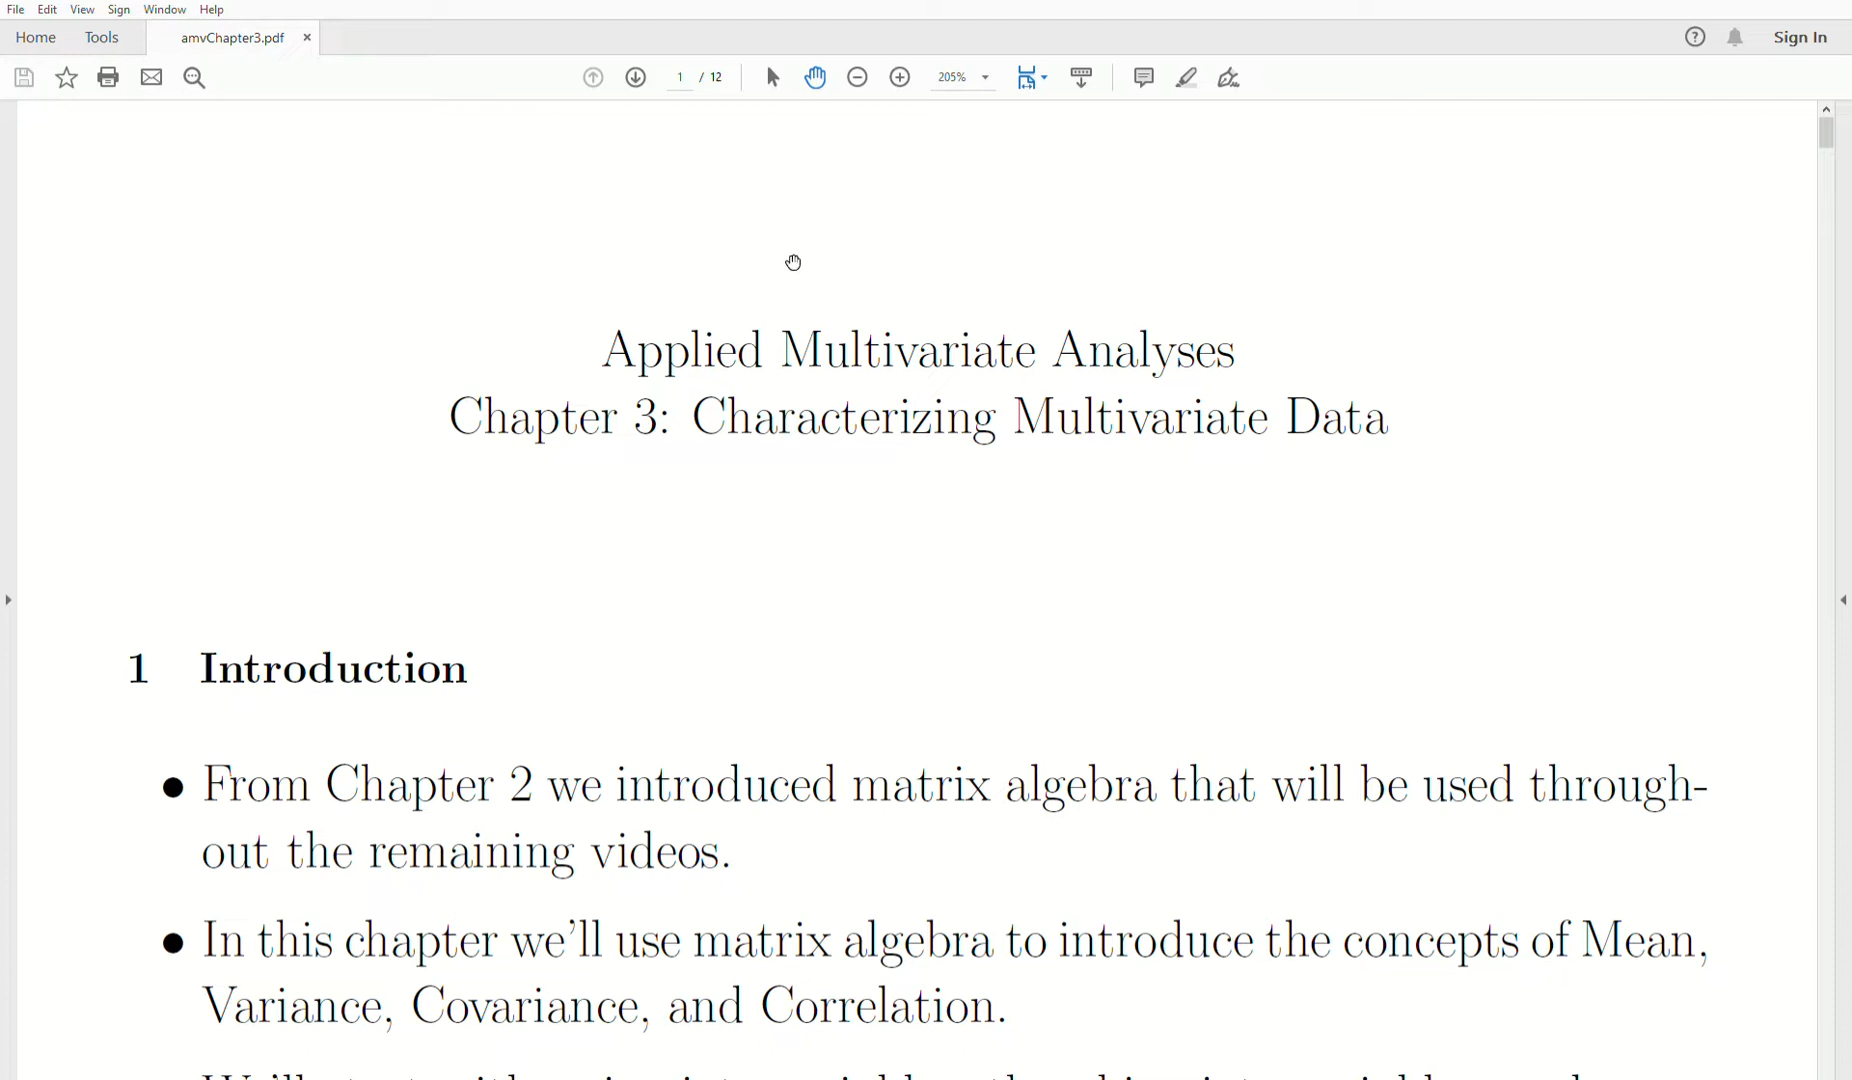 File Edit View Sign Window Help
Home Tools amvChapter3.pdf × Sign In
1 / 12 205%
Applied Multivariate Analyses
Chapter 3: Characterizing Multivariate Data
1 Introduction
• From Chapter 2 we introduced matrix algebra that will be used through-
out the remaining videos.
• In this chapter we'll use matrix algebra to introduce the concepts of Mean,
Variance, Covariance, and Correlation.